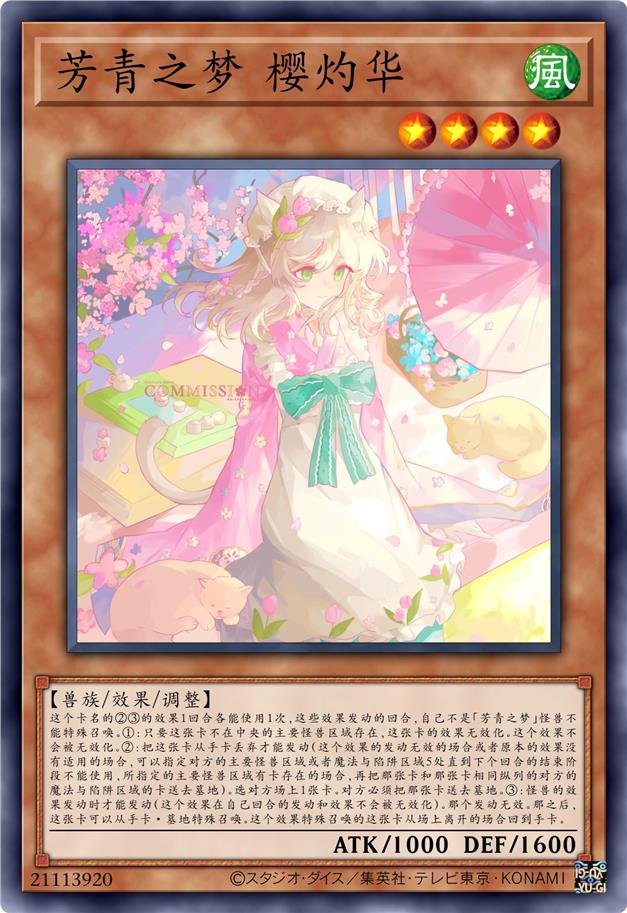 芳青之梦 樱灼华
風
COMMISSION
【兽族/效果/调整】
这个卡名的②③的效果1回合各能使用1次,这些效果发动的回合,自己不是「芳青之梦」怪兽不
能特殊召唤。①:只要这张卡不在中央的主要怪兽区域存在,这张卡的效果无效化。这个效果不
会被无效化。②:把这张卡从手卡丢弃才能发动(这个效果的发动无效的场合或者原本的效果没
有适用的场合,可以指定对方的主要怪兽区域或者魔法与陷阱区域5处直到下个回合的结束阶
段不能使用,所指定的主要怪兽区域有卡存在的场合,再把那张卡和那张卡相同纵列的对方的
魔法与陷阱区域的卡送去墓地)。选对方场上1张卡。对方必须把那张卡送去墓地。③:怪兽的效
果发动时才能发动(这个效果在自己回合的发动和效果不会被无效化)。那个发动无效。那之后,
这张卡可以从手卡·墓地特殊召唤。这个效果特殊召唤的这张卡从场上离开的场合回到手卡。
ATK/1000 DEF/1600
21113920
©スタジオ・ダイス/集英社・テレビ東京・KONAMI
YU-GI